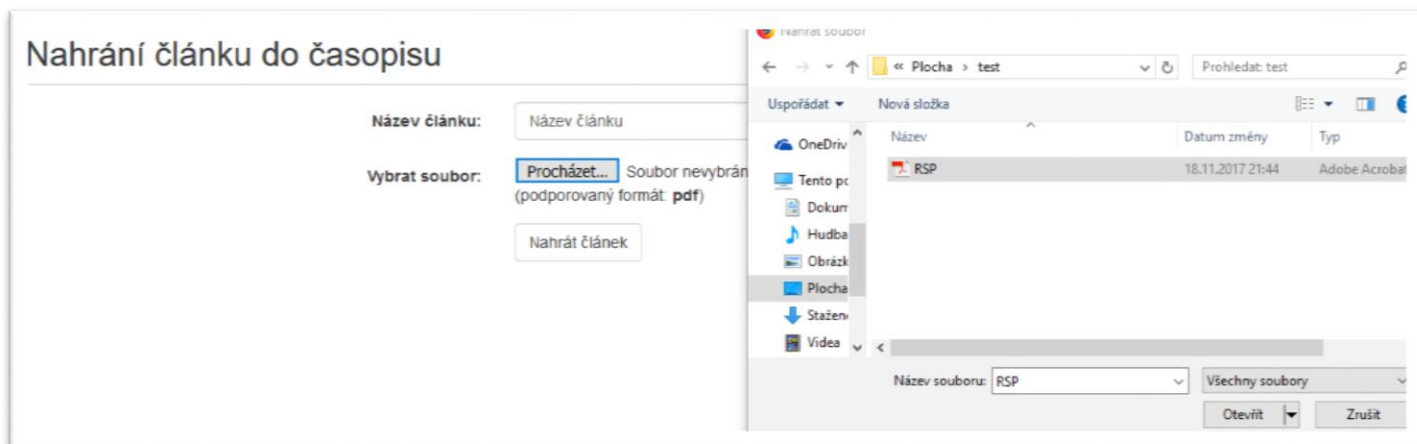 Nahrání článku do časopisu
Název článku:
Název článku
Vybrat soubor:
Procházet... Soubor nevybrán
(podporovaný formát: pdf)
Nahrát článek
Nahrát soubor
« Plocha › test
Prohledat: test
Uspořádat
Nová složka
OneDriv
Tento po
Dokum
Hudba
Obrázk
Plocha
Stažen
Videa
Název
Datum změny
Typ
RSP
18.11.2017 21:44
Adobe Acrobat
Název souboru: RSP
Všechny soubory
Otevřít
Zrušit